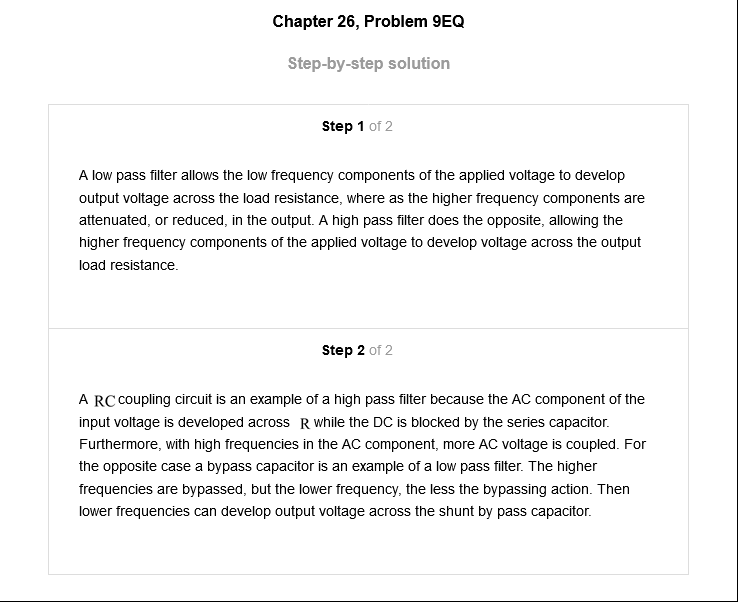 Chapter 26, Problem 9EQ
Step-by-step solution
Step 1 of 2
A low pass filter allows the low frequency components of the applied voltage to develop
output voltage across the load resistance, where as the higher frequency components are
attenuated, or reduced, in the output. A high pass filter does the opposite, allowing the
higher frequency components of the applied voltage to develop voltage across the output
load resistance.
Step 2 of 2
A RC coupling circuit is an example of a high pass filter because the AC component of the
input voltage is developed across R while the DC is blocked by the series capacitor.
Furthermore, with high frequencies in the AC component, more AC voltage is coupled. For
the opposite case a bypass capacitor is an example of a low pass filter. The higher
frequencies are bypassed, but the lower frequency, the less the bypassing action. Then
lower frequencies can develop output voltage across the shunt by pass capacitor.